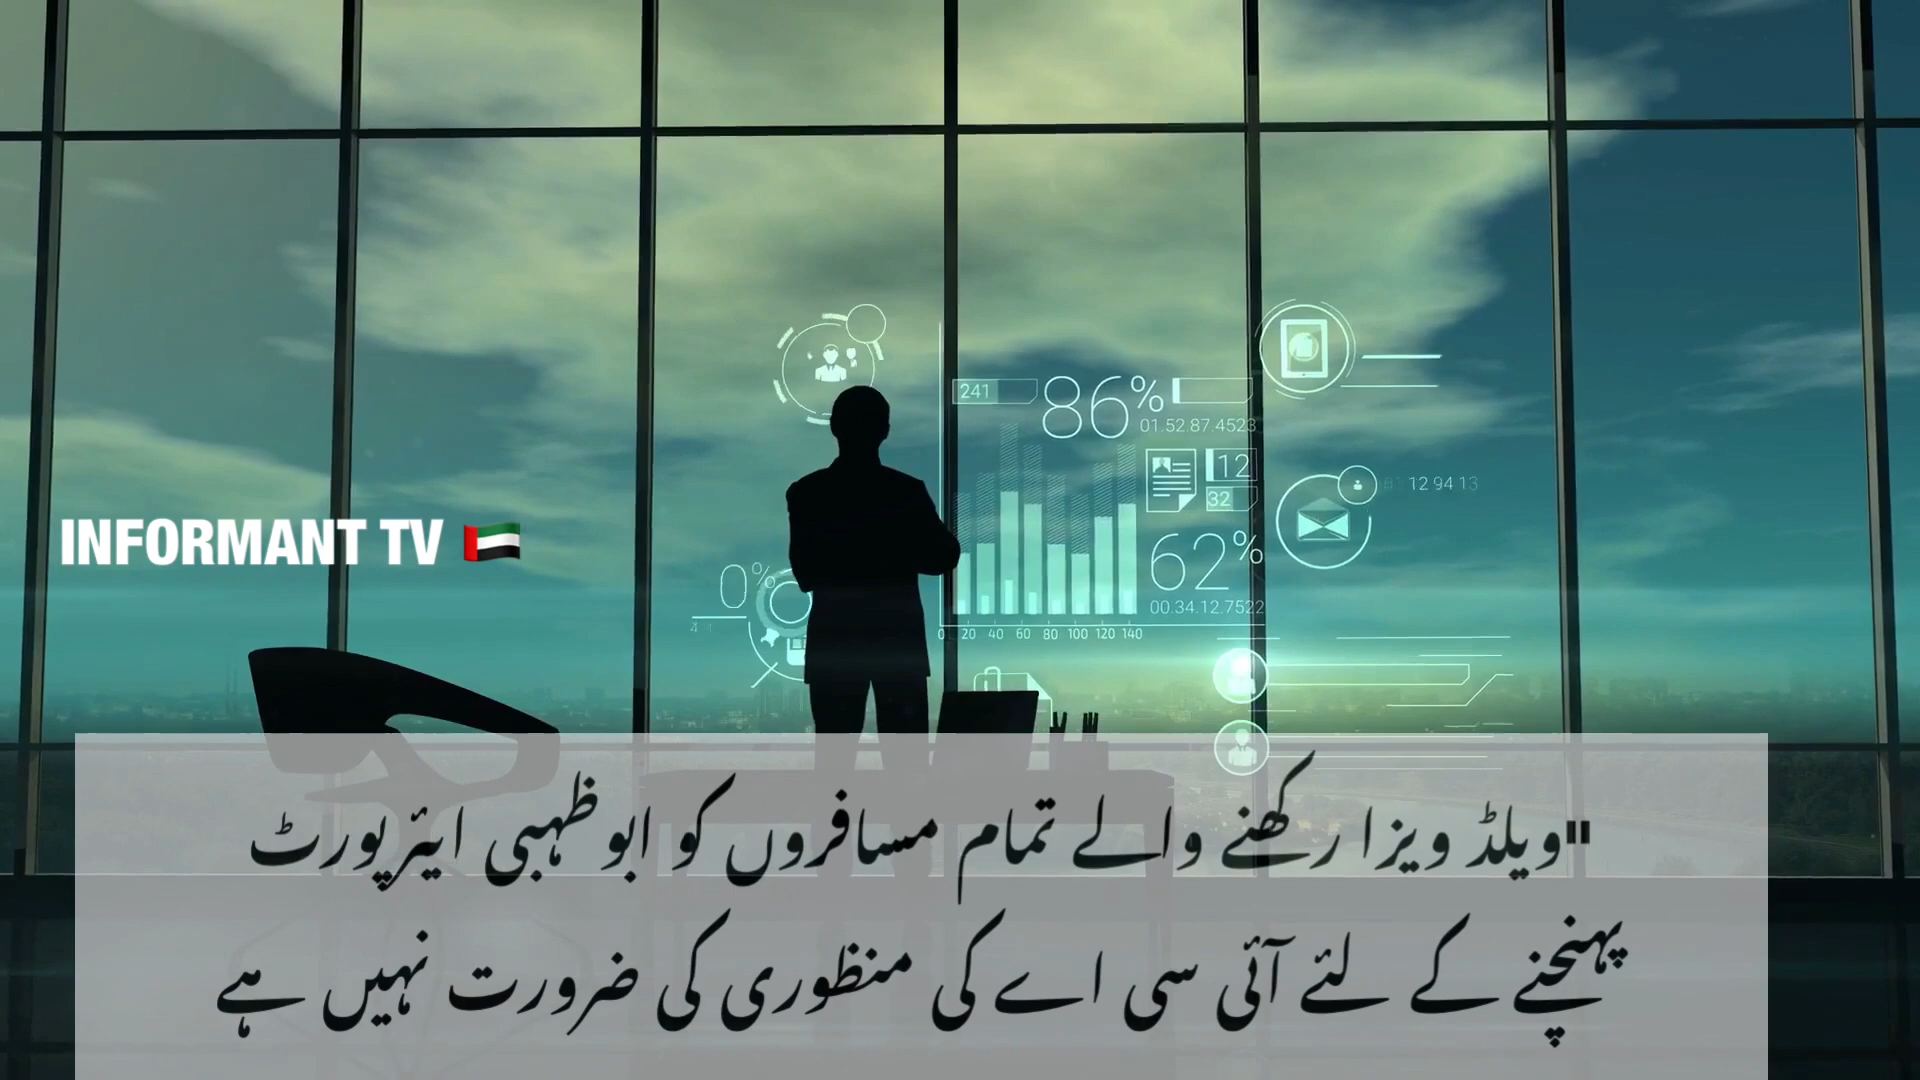 241
86%
01.52.87.4523
12
32
12 94 13
INFORMANT TV 🇦🇪
62%
0%
00.34.12.7522
0 20 40 60 80 100 120 140
"ویلڈ ویزا رکھنے والے تمام مسافروں کو ابوظہبی ایئرپورٹ
پہنچنے کے لئے آئی سی اے کی منظوری کی ضرورت نہیں ہے